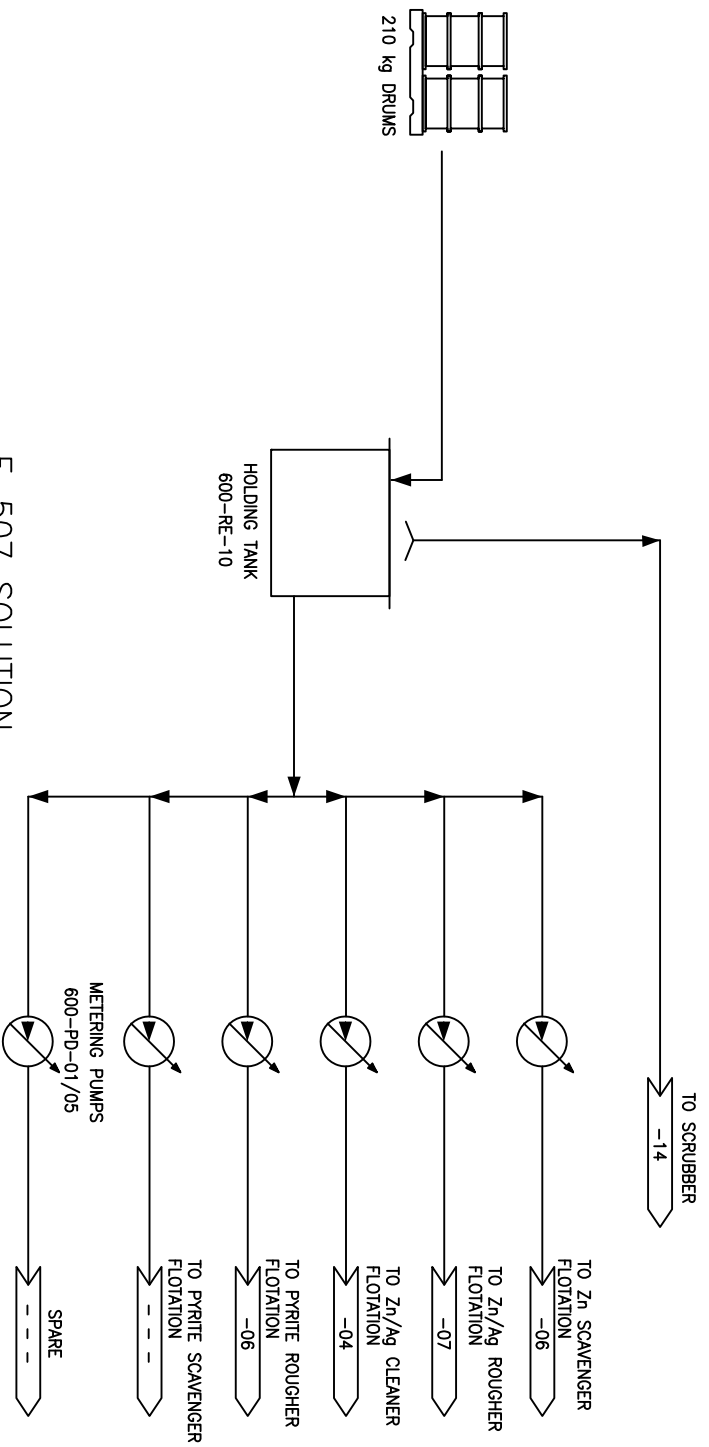 TO SCRUBBER
-14
TO Zn SCAVENGER
FLOTATION
-06
TO Zn/Ag ROUGHER
FLOTATION
-07
210 kg DRUMS
TO Zn/Ag CLEANER
FLOTATION
-04
HOLDING TANK
600-RE-10
TO PYRITE ROUGHER
FLOTATION
-06
TO PYRITE SCAVENGER
FLOTATION
- - -
METERING PUMPS
600-PD-01/05
SPARE
- - -
507 SOLUTION